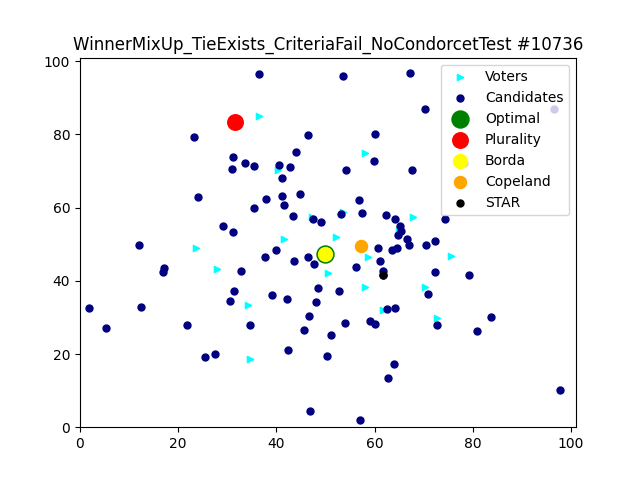 WinnerMixUp_TieExists_CriteriaFail_NoCondorcetTest #10736
100
80
60
40
20
0
0 20 40 60 80 100
Voters
Candidates
Optimal
Plurality
Borda
Copeland
STAR